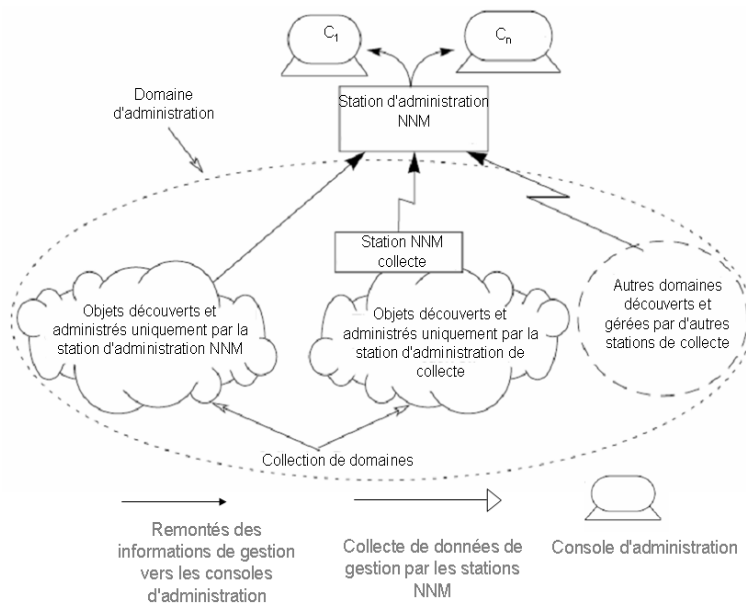 C1
Cn
Domaine
d'administration
Station d'administration
NNM
Station NNM
collecte
Objets découverts et
administrés uniquement par la
station d'administration NNM
Objets découverts et
administrés uniquement par la
station d'administration de
collecte
Autres domaines
découverts et
gérées par d'autres
stations de collecte
Collection de domaines
Remontés des
informations de gestion
vers les consoles
d'administration
Collecte de données de
gestion par les stations
NNM
Console d'administration